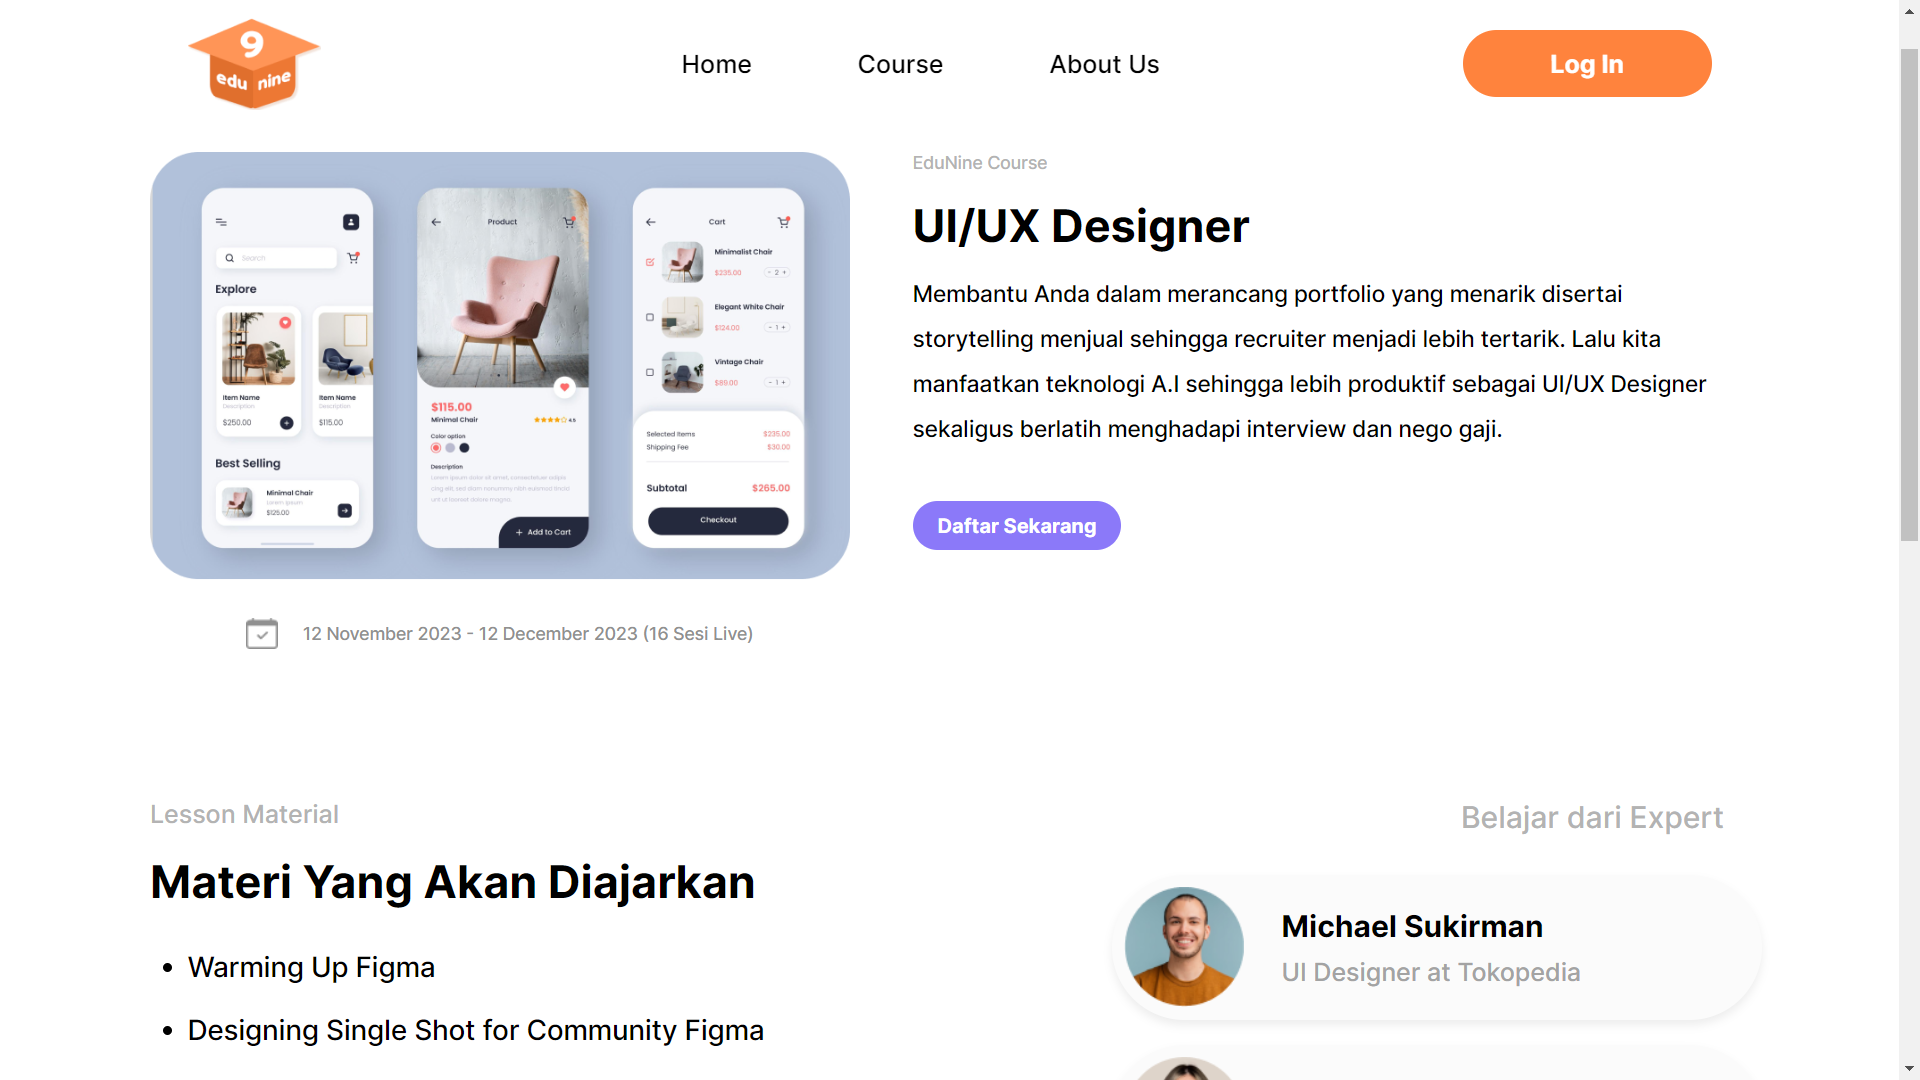 9
edu nine
Home
Course
About Us
Log In
Search
Explore
Item Name
Description
$250.00
Item Name
Description
$115.00
Best Selling
Minimal Chair
Lorem ipsum
$125.00
Product
$115.00
Minimal Chair
4.5
Color option
Description
Lorem ipsum dolor sit amet, consectetuer adipis
cing elit, sed diam nonummy nibh euismod tincid
unt ut laoreet dolore magna.
+ Add to Cart
Cart
Minimalist Chair
$235.00
- 2 +
Elegant White Chair
$124.00
- 1 +
Vintage Chair
$89.00
- 1 +
Selected Items $235.00
Shipping Fee $30.00
Subtotal $265.00
Checkout
12 November 2023 - 12 December 2023 (16 Sesi Live)
EduNine Course
UI/UX Designer
Membantu Anda dalam merancang portfolio yang menarik disertai
storytelling menjual sehingga recruiter menjadi lebih tertarik. Lalu kita
manfaatkan teknologi A.I sehingga lebih produktif sebagai UI/UX Designer
sekaligus berlatih menghadapi interview dan nego gaji.
Daftar Sekarang
Lesson Material
Materi Yang Akan Diajarkan
• Warming Up Figma
• Designing Single Shot for Community Figma
Belajar dari Expert
Michael Sukirman
UI Designer at Tokopedia